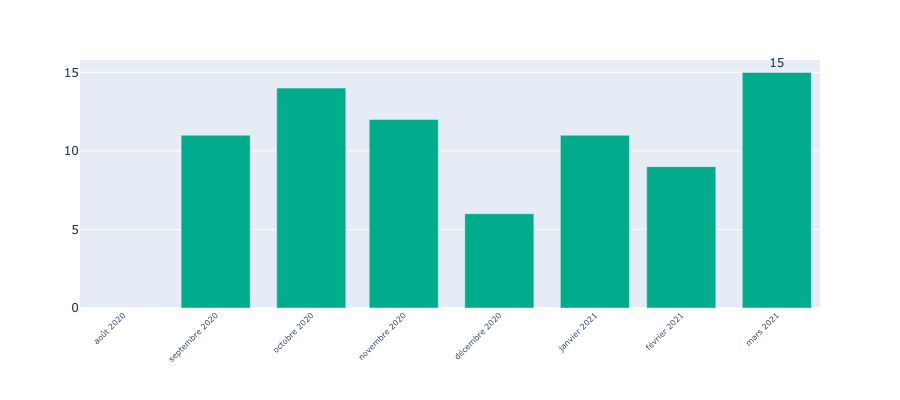 15
15
10
5
0
août 2020
septembre 2020
octobre 2020
novembre 2020
décembre 2020
janvier 2021
février 2021
mars 2021